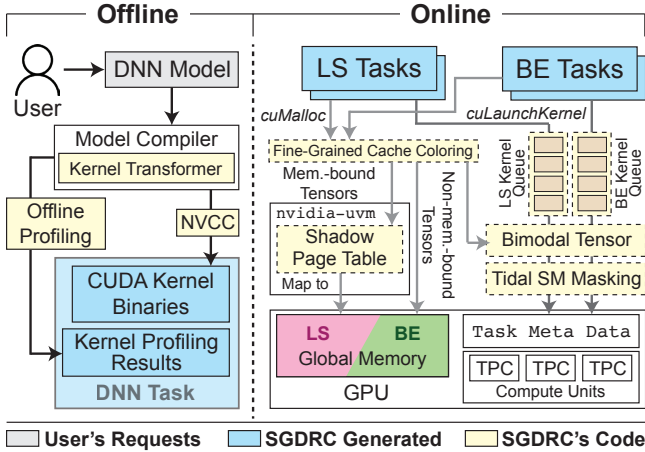 Offline
Online
User
DNN Model
Model Compiler
Kernel Transformer
Offline
Profiling
NVCC
CUDA Kernel
Binaries
Kernel Profiling
Results
DNN Task
LS Tasks
BE Tasks
cuMalloc
cuLaunchKernel
Fine-Grained Cache Coloring
Mem.-bound
Tensors
Non-mem.-bound
Tensors
LS Kernel
Queue
BE Kernel
Queue
nvidia-uvm
Shadow
Page Table
Map to
Bimodal Tensor
Tidal SM Masking
LS
BE
Global Memory
GPU
Task Meta Data
TPC
TPC
TPC
Compute Units
User's Requests
SGDRC Generated
SGDRC's Code